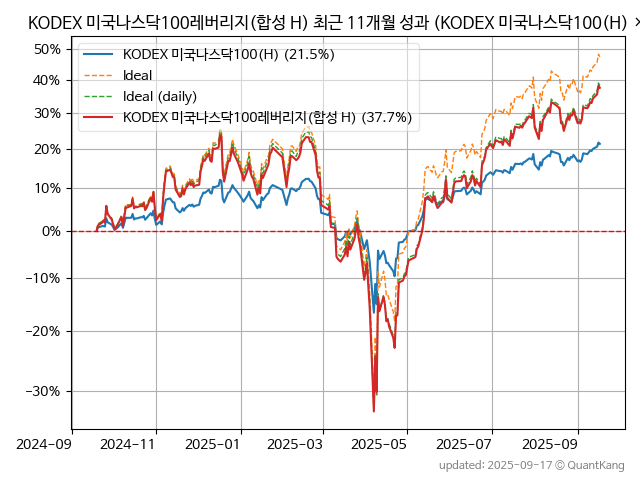 KODEX 미국나스닥100레버리지(합성 H) 최근 11개월 성과 (KODEX 미국나스닥100(H)
KODEX 미국나스닥100(H) (21.5%)
Ideal
Ideal (daily)
KODEX 미국나스닥100레버리지(합성 H) (37.7%)
50%
40%
30%
20%
10%
0%
−10%
−20%
−30%
2024-09 2024-11 2025-01 2025-03 2025-05 2025-07 2025-09
updated: 2025-09-17 © QuantKang